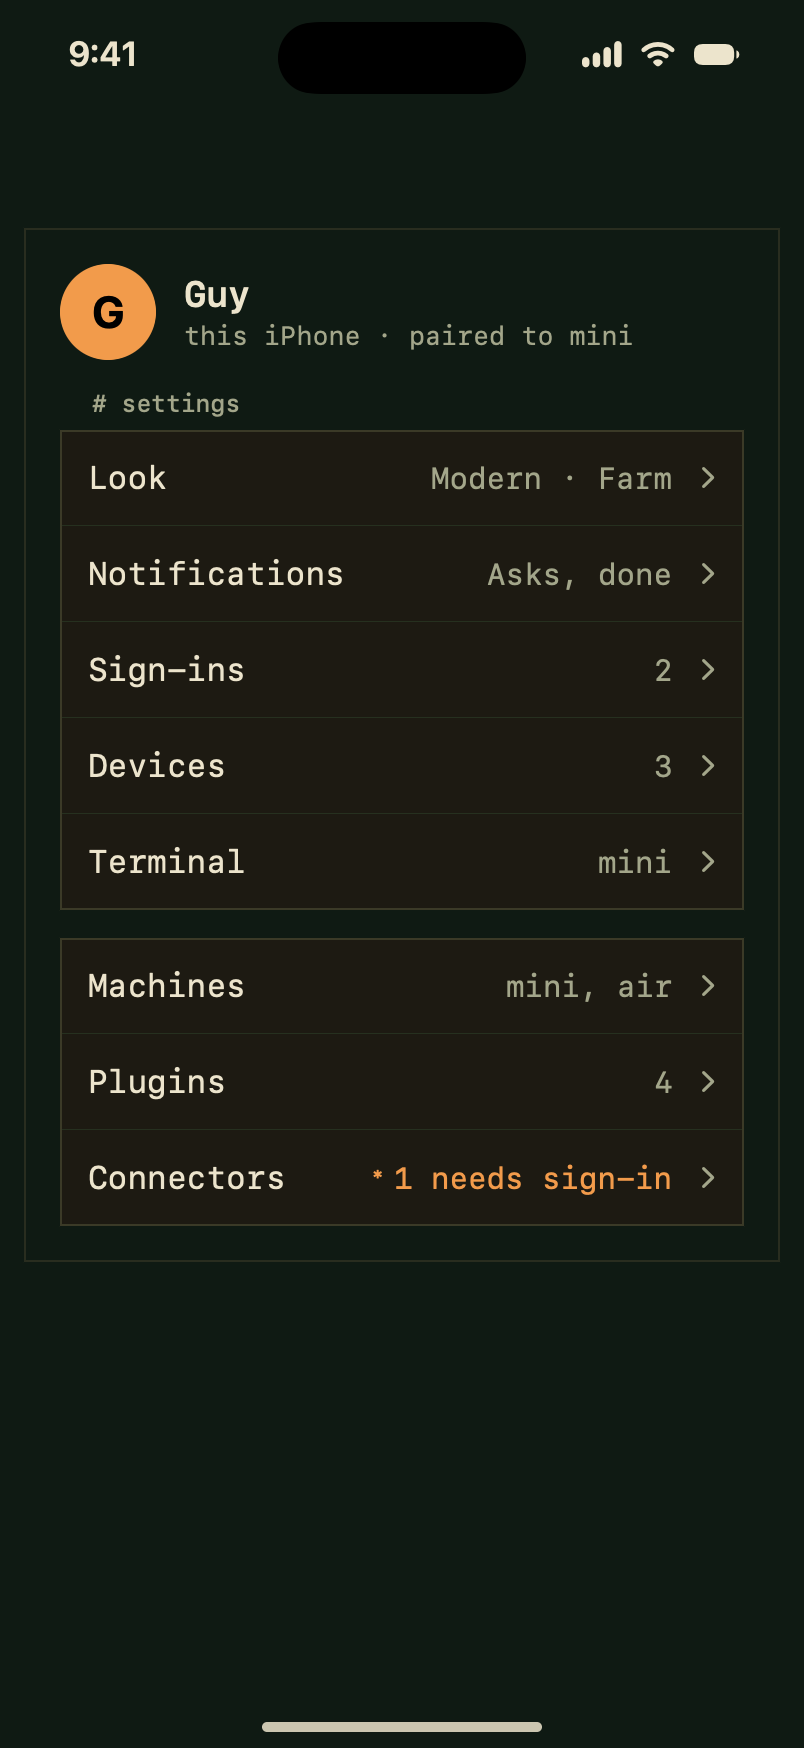 9:41
G
Guy
this iPhone · paired to mini
# settings
Look Modern · Farm
Notifications Asks, done
Sign-ins 2
Devices 3
Terminal mini
Machines mini, air
Plugins 4
Connectors * 1 needs sign-in